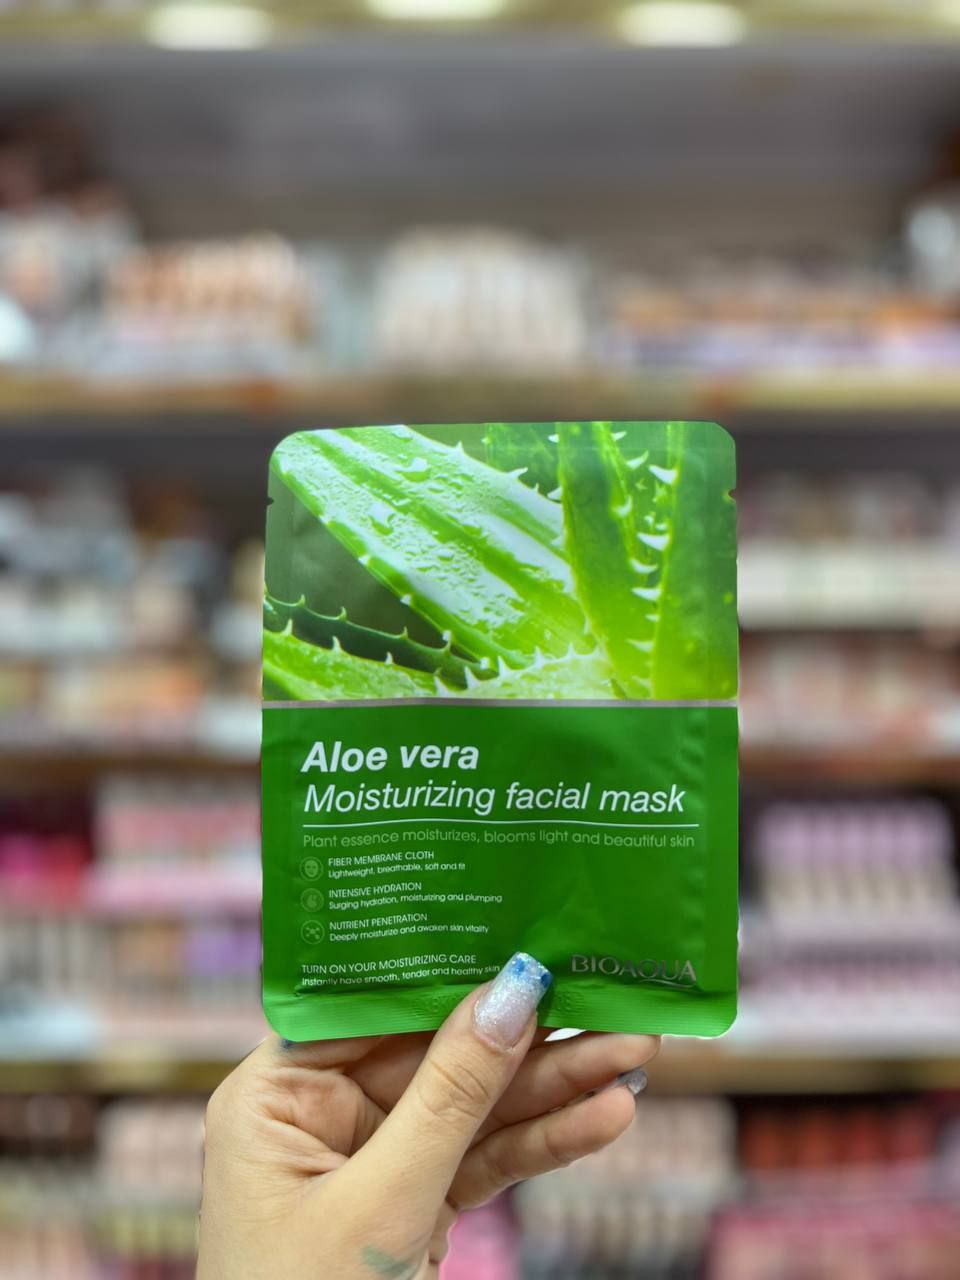 Aloe vera
Moisturizing facial mask
Plant essence moisturizes, blooms light and beautiful skin
FIBER MEMBRANE CLOTH
Lightweight, breathable, soft and fit
INTENSIVE HYDRATION
Surging hydration, moisturizing and plumping
NUTRIENT PENETRATION
Deeply moisturize and awaken skin vitality
TURN ON YOUR MOISTURIZING CARE
Instantly have smooth, tender and healthy skin
BIOAQUA